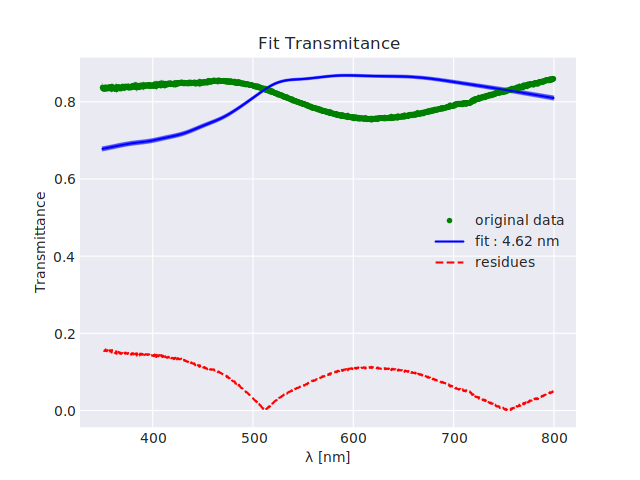 Fit Transmitance
Transmittance
0.8
0.6
0.4
0.2
0.0
original data
fit : 4.62 nm
residues
400 500 600 700 800
λ [nm]